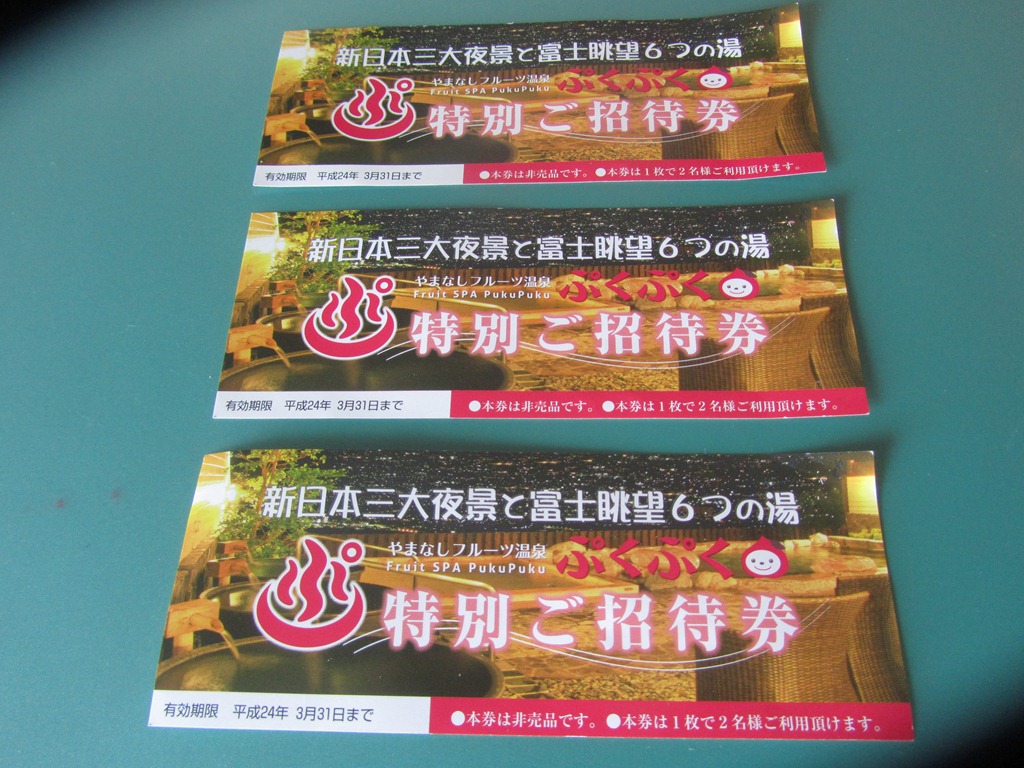 新日本三大夜景と富士眺望6つの湯
やまなしフルーツ温泉 ぷくぷく
Fruit SPA PukuPuku
ぷ
特別ご招待券
有効期限 平成24年 3月31日まで ●本券は非売品です。 ●本券は1枚で2名様ご利用頂けます。
新日本三大夜景と富士眺望6つの湯
やまなしフルーツ温泉 ぷくぷく
Fruit SPA PukuPuku
ぷ
特別ご招待券
有効期限 平成24年 3月31日まで ●本券は非売品です。 ●本券は1枚で2名様ご利用頂けます。
新日本三大夜景と富士眺望6つの湯
やまなしフルーツ温泉 ぷくぷく
Fruit SPA PukuPuku
ぷ
特別ご招待券
有効期限 平成24年 3月31日まで ●本券は非売品です。 ●本券は1枚で2名様ご利用頂けます。